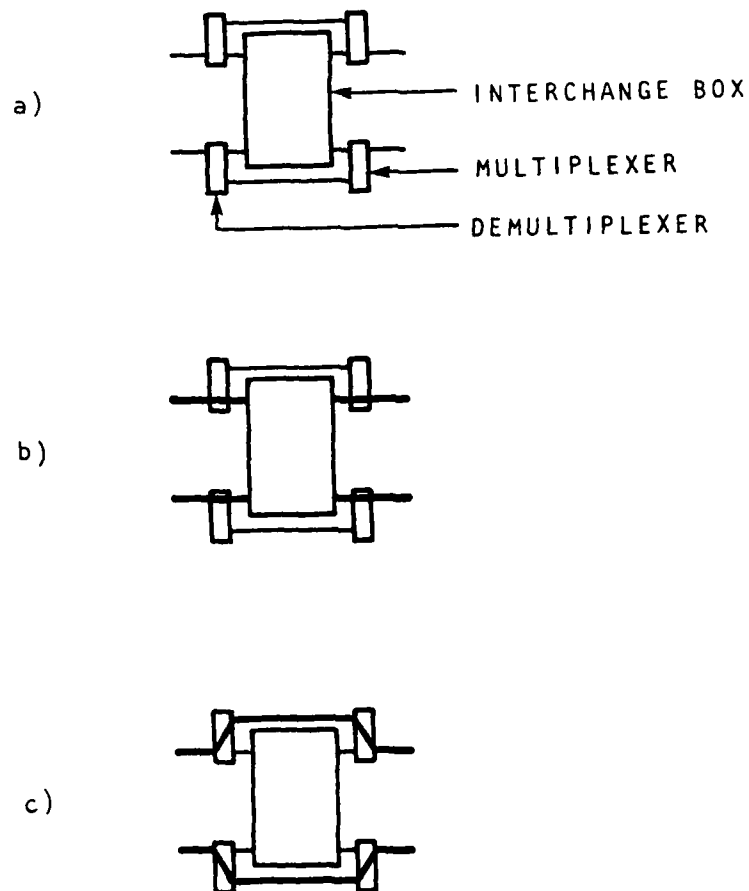 a)
INTERCHANGE BOX
MULTIPLEXER
DEMULTIPLEXER
b)
c)